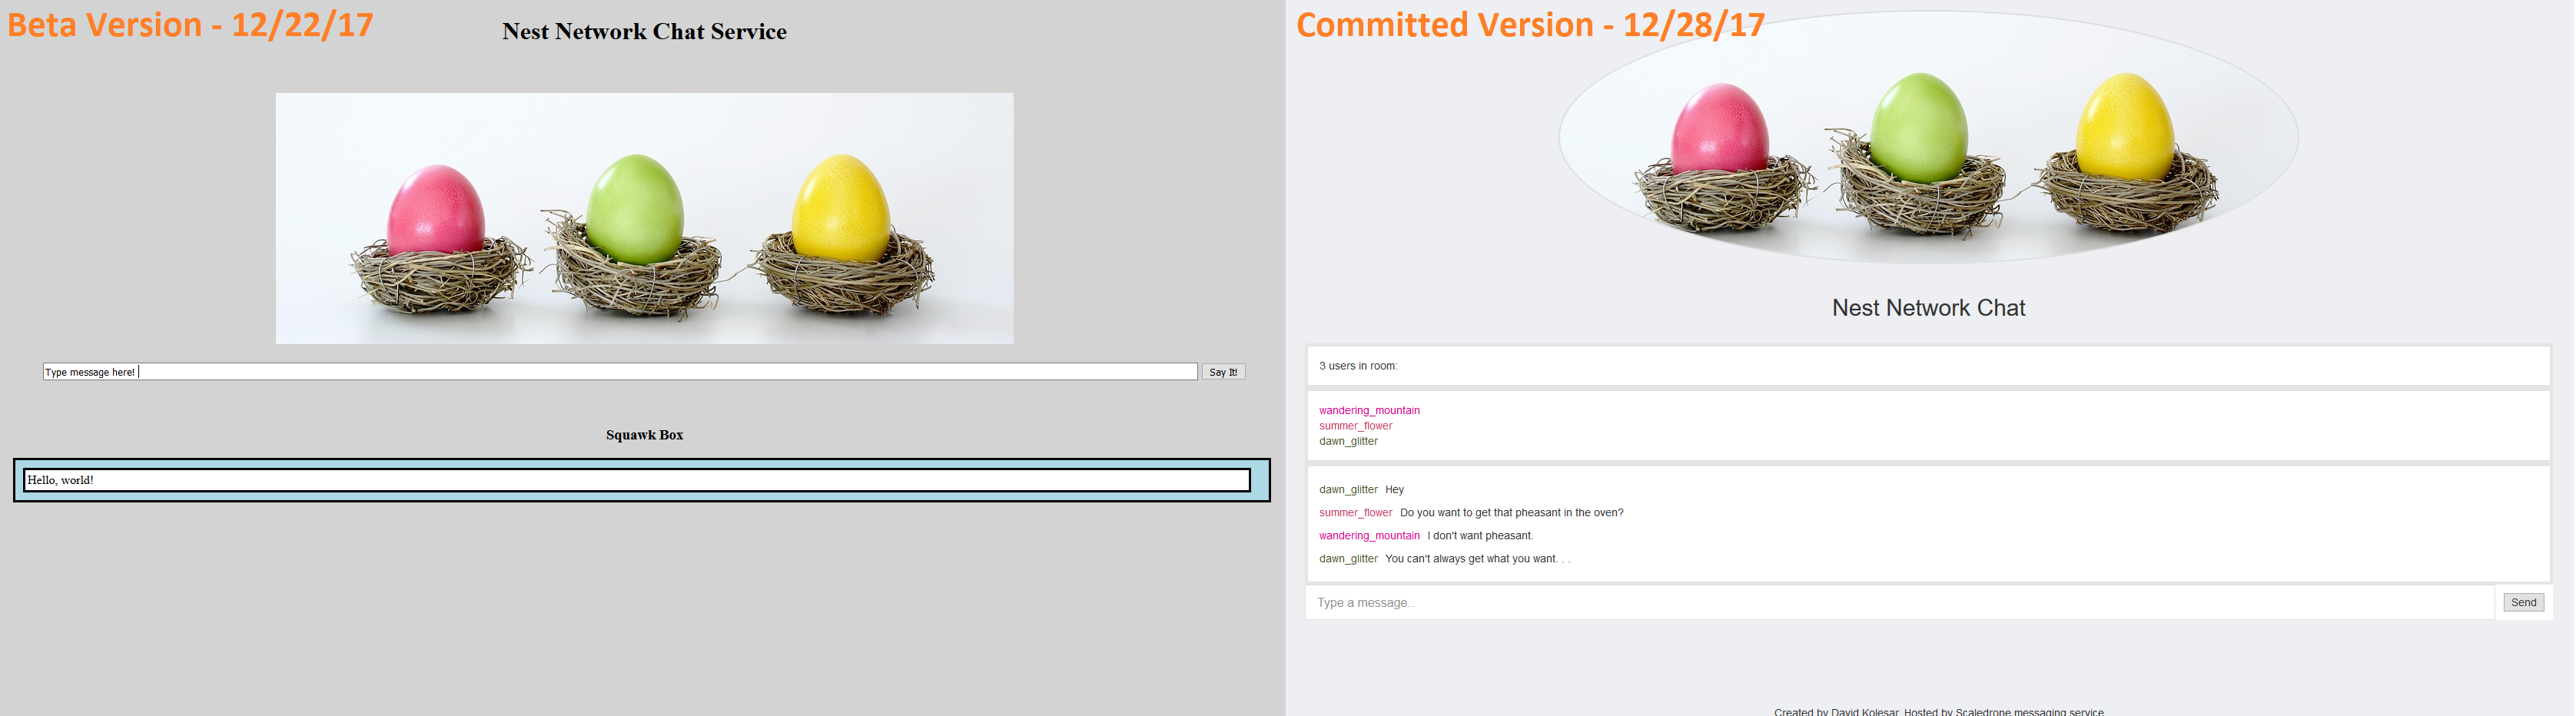 Beta Version - 12/22/17
Nest Network Chat Service
Type message here!
Say It!
Squawk Box
Hello, world!
Committed Version - 12/28/17
Nest Network Chat
3 users in room:
wandering_mountain
summer_flower
dawn_glitter
dawn_glitter Hey
summer_flower Do you want to get that pheasant in the oven?
wandering_mountain I don't want pheasant.
dawn_glitter You can't always get what you want. . .
Type a message..
Send
Created by David Kolesar. Hosted by Scaledrone messaging service